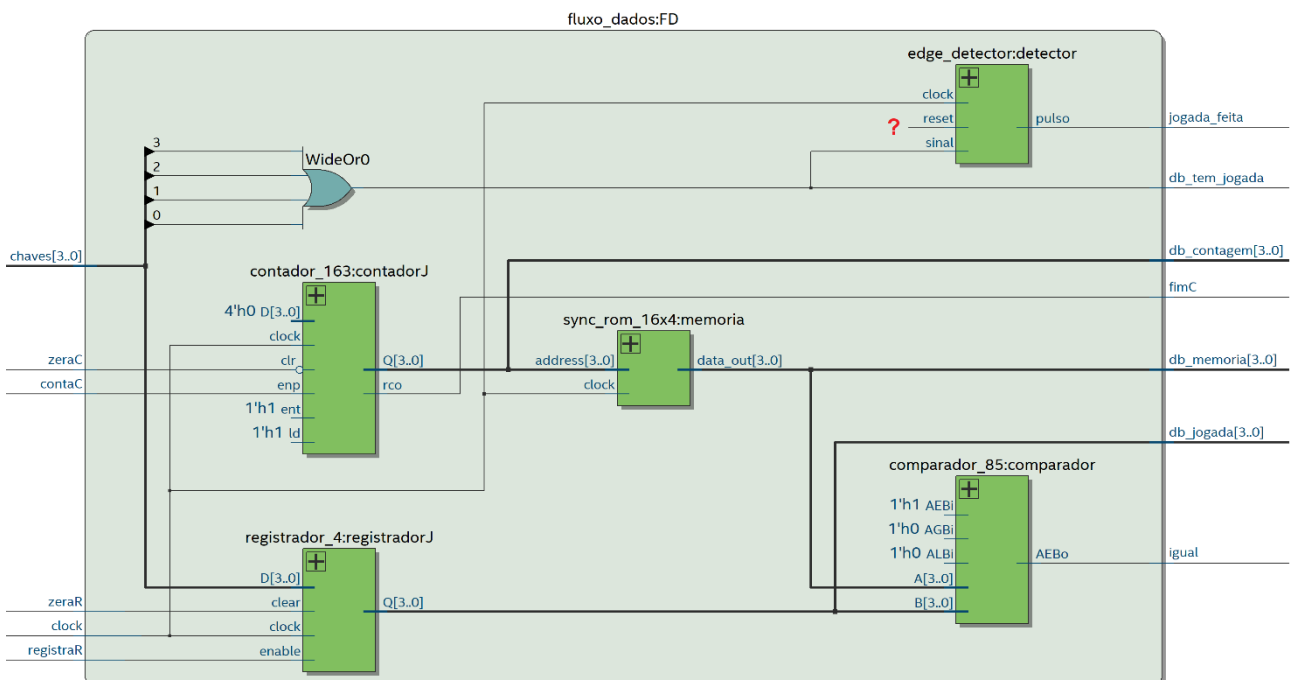 fluxo_dados:FD
edge_detector:detector
clock
reset
sinal
pulso
?
jogada_feita
3
2
1
0
WideOr0
db_tem_jogada
chaves[3..0]
db_contagem[3..0]
contador_163:contadorJ
fimC
4'h0 D[3..0]
clock
clr
enp
1'h1 ent
1'h1 ld
Q[3..0]
rco
zeraC
contaC
sync_rom_16x4:memoria
address[3..0]
clock
data_out[3..0]
db_memoria[3..0]
db_jogada[3..0]
comparador_85:comparador
1'h1 AEBi
1'h0 AGBi
1'h0 ALBi
A[3..0]
B[3..0]
AEBo
igual
registrador_4:registradorJ
D[3..0]
clear
clock
enable
Q[3..0]
zeraR
clock
registraR